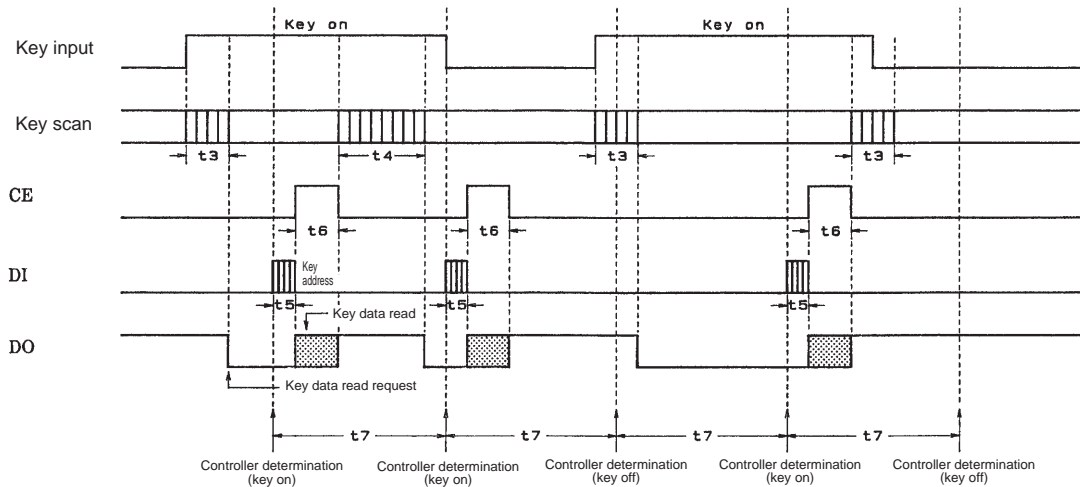 Key on Key on
Key input
Key scan
t3 t4 t3 t3
CE
t6 t6 t6
DI
Key
address
t5 t5 t5
Key data read
DO
Key data read request
t7 t7 t7 t7
Controller determination Controller determination Controller determination Controller determination Controller determination
(key on) (key on) (key off) (key on) (key off)